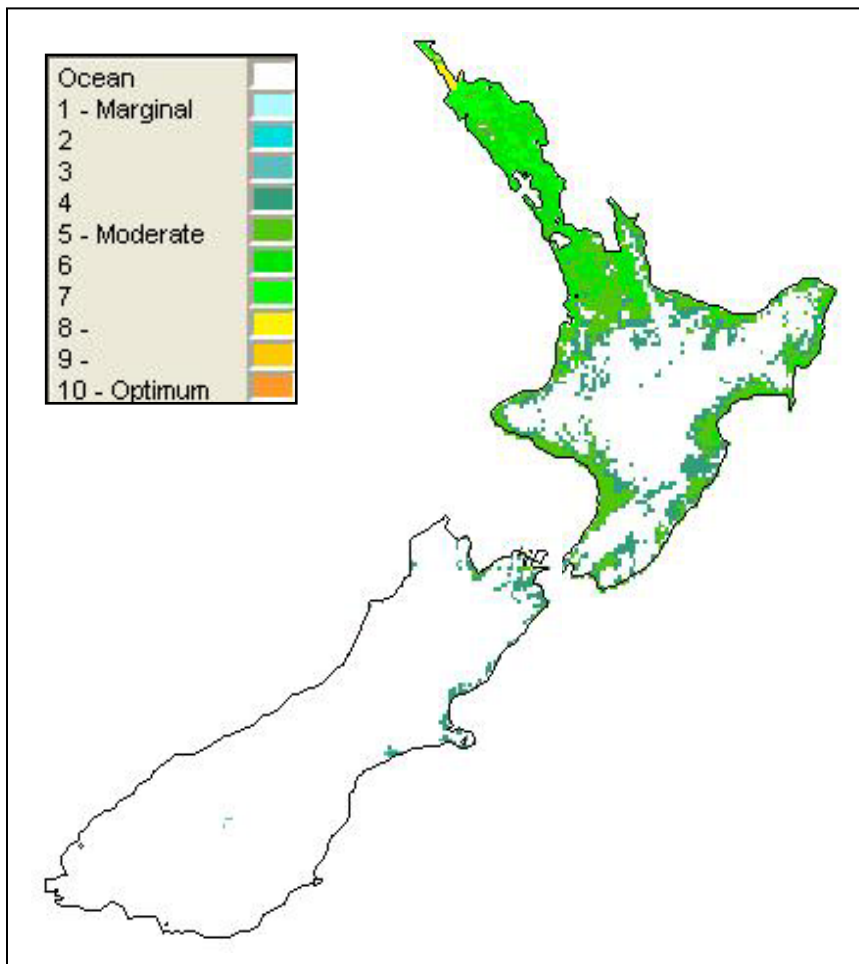 Ocean
1 - Marginal
2
3
4
5 - Moderate
6
7
8 -
9 -
10 - Optimum